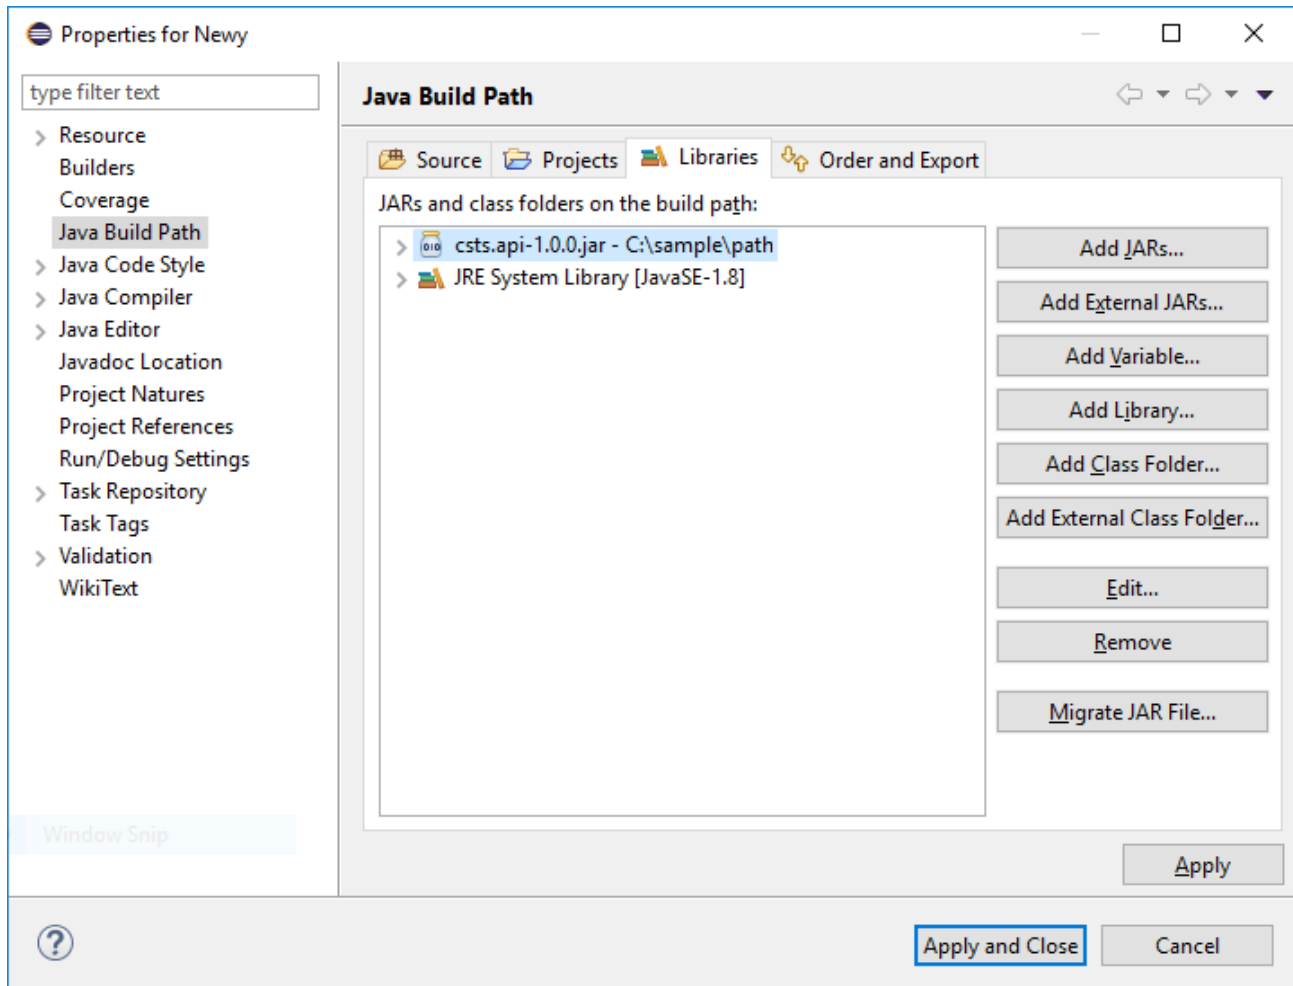 Properties for Newy
type filter text
Resource
Builders
Coverage
Java Build Path
Java Code Style
Java Compiler
Java Editor
Javadoc Location
Project Natures
Project References
Run/Debug Settings
Task Repository
Task Tags
Validation
WikiText
Window Snip
Java Build Path
Source Projects Libraries Order and Export
JARs and class folders on the build path:
csts.api-1.0.0.jar - C:\sample\path
JRE System Library [JavaSE-1.8]
Add JARs...
Add External JARs...
Add Variable...
Add Library...
Add Class Folder...
Add External Class Folder...
Edit...
Remove
Migrate JAR File...
Apply
Apply and Close Cancel